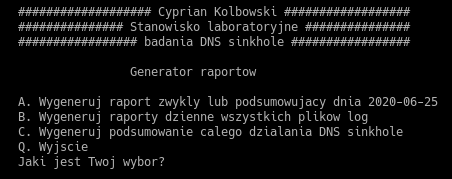 ################### Cyprian Kolbowski ##################
############### Stanowisko laboratoryjne ###############
################# badania DNS sinkhole #################
Generator raportow
A. Wygeneruj raport zwykly lub podsumowujacy dnia 2020-06-25
B. Wygeneruj raporty dzienne wszystkich plikow log
C. Wygeneruj podsumowanie calego dzialania DNS sinkhole
Q. Wyjscie
Jaki jest Twoj wybor?